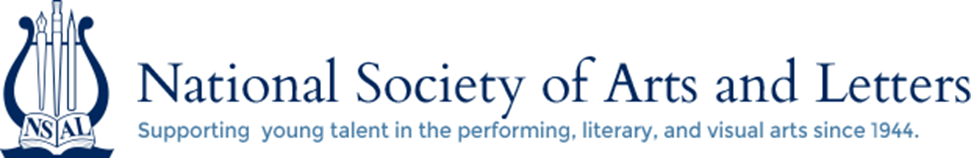 National Society of Arts and Letters
Supporting  young talent in the performing, literary, and visual arts since 1944.
NSAL